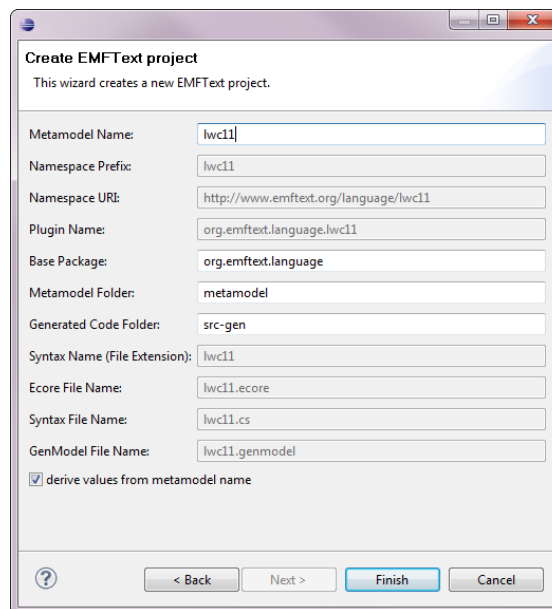 Create EMFText project
This wizard creates a new EMFText project.
Metamodel Name: lwc11
Namespace Prefix: lwc11
Namespace URI: http://www.emftext.org/language/lwc11
Plugin Name: org.emftext.language.lwc11
Base Package: org.emftext.language
Metamodel Folder: metamodel
Generated Code Folder: src-gen
Syntax Name (File Extension): lwc11
Ecore File Name: lwc11.ecore
Syntax File Name: lwc11.cs
GenModel File Name: lwc11.genmodel
derive values from metamodel name
? < Back Next > Finish Cancel